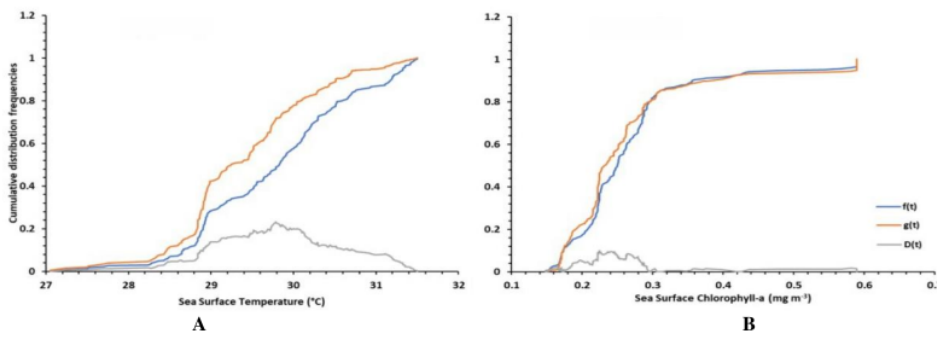 1.2
1
0.8
0.6
0.4
0.2
0
Cumulative distribution frequencies
27 28 29 30 31 32
Sea Surface Temperature (°C)
A
1.2
1
0.8
0.6
0.4
0.2
0
0.1 0.2 0.3 0.4 0.5 0.6
Sea Surface Chlorophyll-a (mg m⁻³)
f(t)
g(t)
D(t)
B